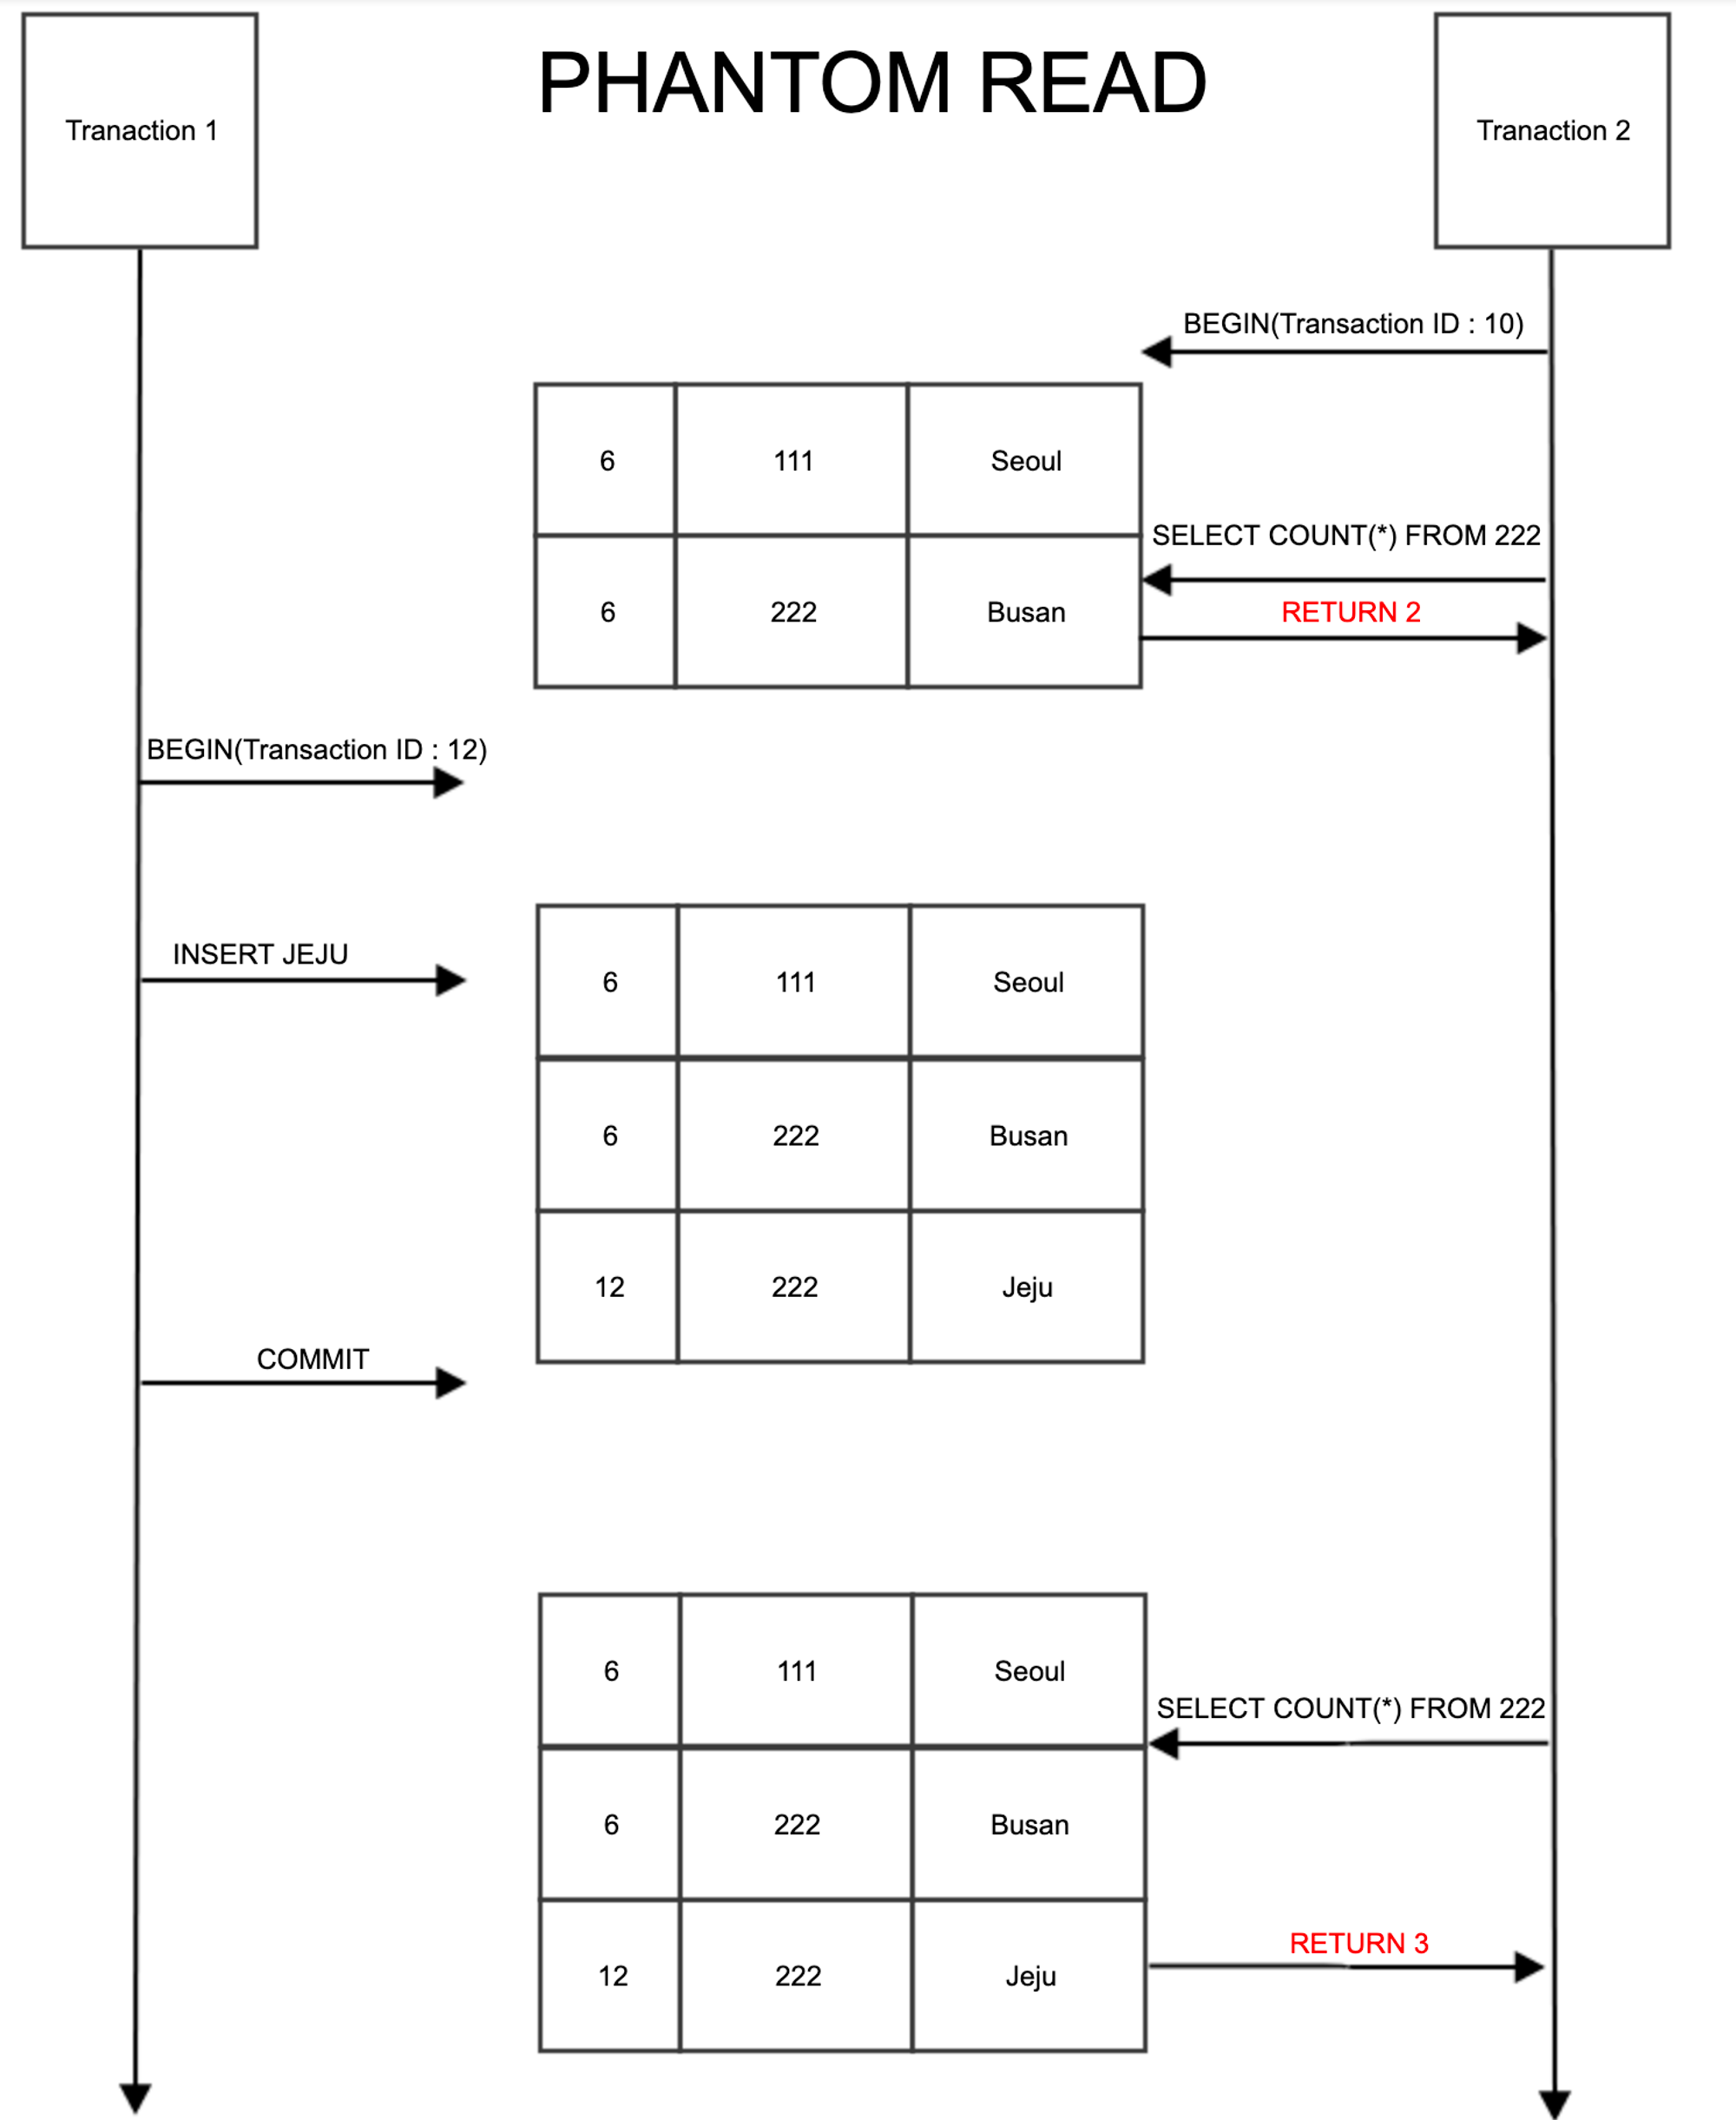 Tranaction 1
PHANTOM READ
Tranaction 2
BEGIN(Transaction ID : 10)
6 111 Seoul
SELECT COUNT(*) FROM 222
6 222 Busan
RETURN 2
BEGIN(Transaction ID : 12)
INSERT JEJU
6 111 Seoul
6 222 Busan
12 222 Jeju
COMMIT
6 111 Seoul
SELECT COUNT(*) FROM 222
6 222 Busan
RETURN 3
12 222 Jeju